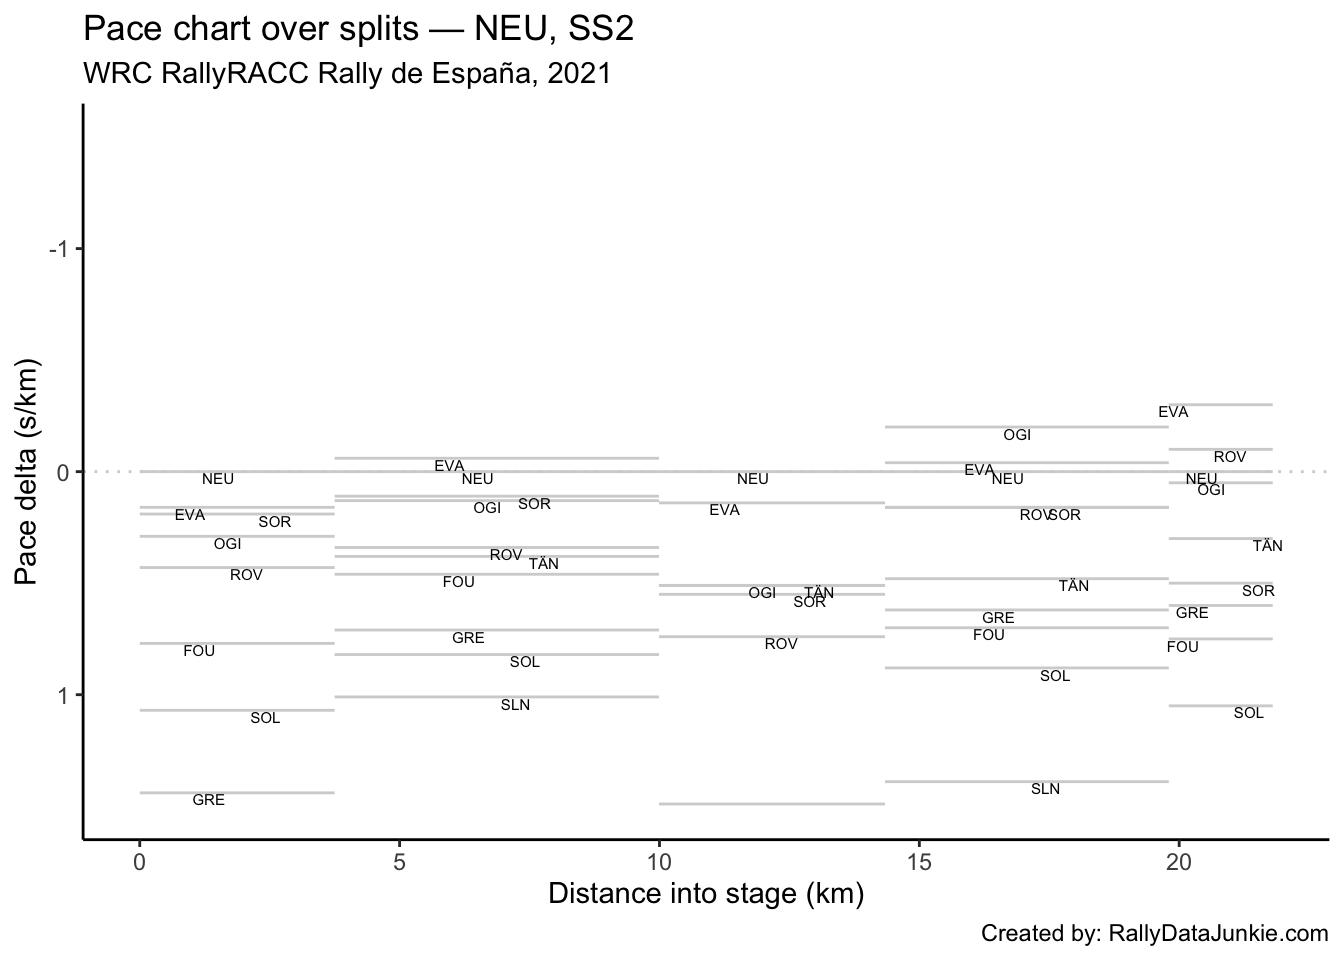 Pace chart over splits — NEU, SS2
WRC RallyRACC Rally de España, 2021
Pace delta (s/km)
-1
0
1
EVA
OGI
EVA
ROV
EVA
NEU
NEU
NEU
NEU
NEU
OGI
EVA
SOR
OGI
SOR
EVA
ROV
SOR
OGI
ROV
TÄN
TÄN
ROV
FOU
OGI
TÄN
SOR
TÄN
SOR
FOU
GRE
ROV
GRE
FOU
GRE
FOU
SOL
SOL
SOL
SLN
SOL
GRE
SLN
0
5
10
15
20
Distance into stage (km)
Created by: RallyDataJunkie.com